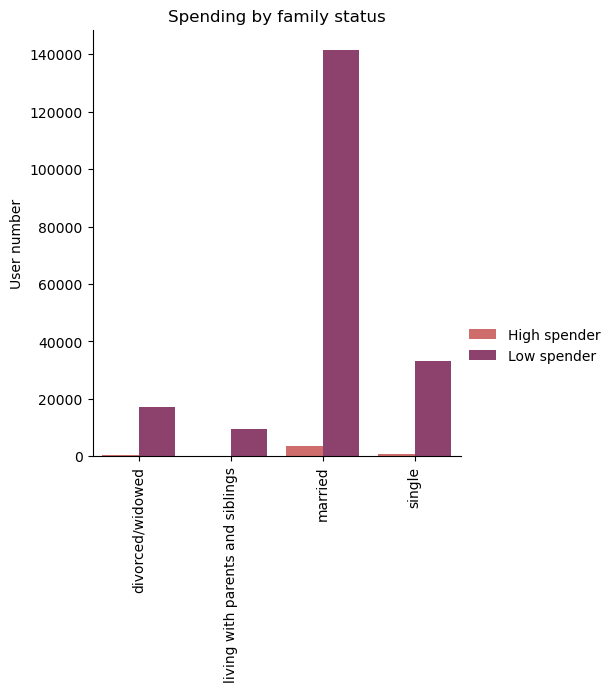 Spending by family status
140000
120000
100000
80000
60000
40000
20000
0
User number
High spender
Low spender
divorced/widowed
living with parents and siblings
married
single